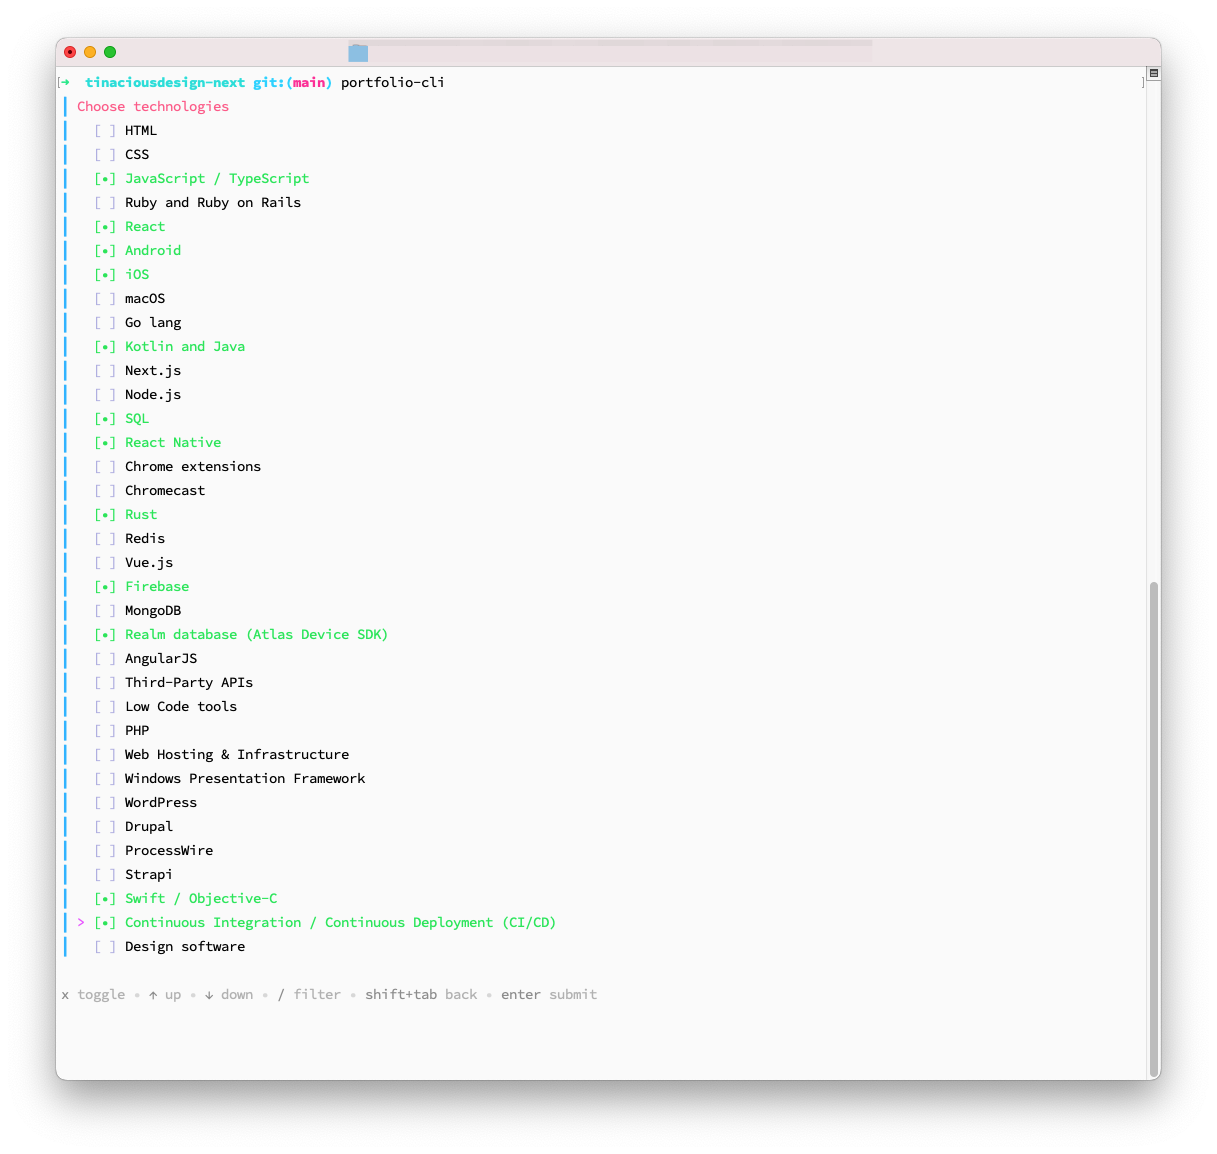 [➜  tinaciousdesign-next git:(main) portfolio-cli ]
Choose technologies
[ ] HTML
[ ] CSS
[•] JavaScript / TypeScript
[ ] Ruby and Ruby on Rails
[•] React
[•] Android
[•] iOS
[ ] macOS
[ ] Go lang
[•] Kotlin and Java
[ ] Next.js
[ ] Node.js
[•] SQL
[•] React Native
[ ] Chrome extensions
[ ] Chromecast
[•] Rust
[ ] Redis
[ ] Vue.js
[•] Firebase
[ ] MongoDB
[•] Realm database (Atlas Device SDK)
[ ] AngularJS
[ ] Third-Party APIs
[ ] Low Code tools
[ ] PHP
[ ] Web Hosting & Infrastructure
[ ] Windows Presentation Framework
[ ] WordPress
[ ] Drupal
[ ] ProcessWire
[ ] Strapi
[•] Swift / Objective-C
> [•] Continuous Integration / Continuous Deployment (CI/CD)
[ ] Design software
x toggle • ↑ up • ↓ down • / filter • shift+tab back • enter submit